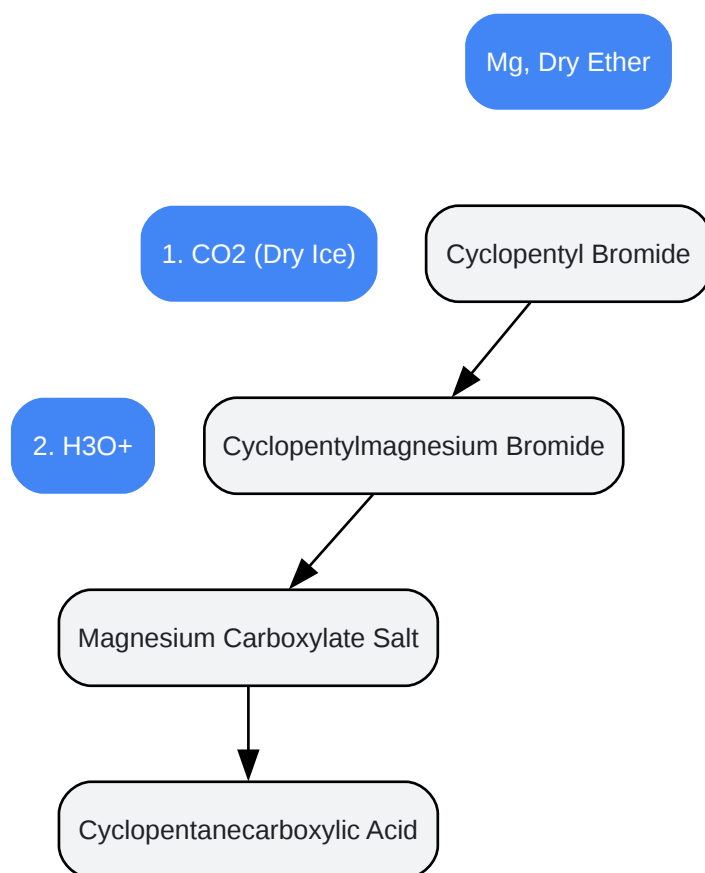 Mg, Dry Ether
1. CO2 (Dry Ice)
Cyclopentyl Bromide
2. H3O+
Cyclopentylmagnesium Bromide
Magnesium Carboxylate Salt
Cyclopentanecarboxylic Acid